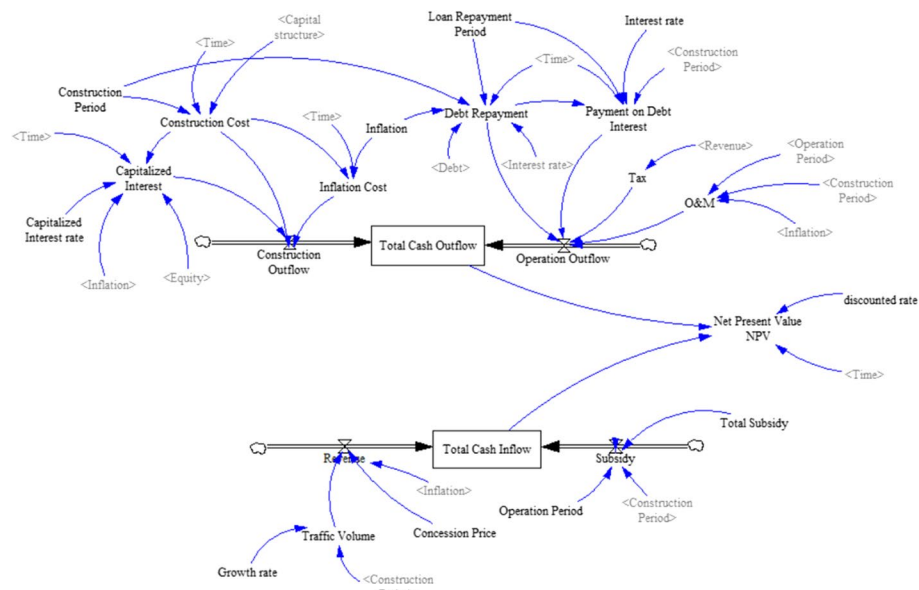 <Capital
structure>
<Time>
Loan Repayment
Period
Interest rate
<Time>
<Construction
Period>
Construction
Period
Construction Cost
<Time>
Inflation
Debt Repayment
Payment on Debt
Interest
<Time>
Capitalized
Interest
Inflation Cost
<Debt>
<Interest rate>
<Revenue>
Tax
<Operation
Period>
O&M
<Construction
Period>
Capitalized
Interest rate
<Inflation>
<Inflation>
<Equity>
Construction
Outflow
Total Cash Outflow
Operation Outflow
discounted rate
Net Present Value
NPV
<Time>
Total Subsidy
Revenue
Total Cash Inflow
Subsidy
<Inflation>
Operation Period
<Construction
Period>
Traffic Volume
Concession Price
Growth rate
<Construction